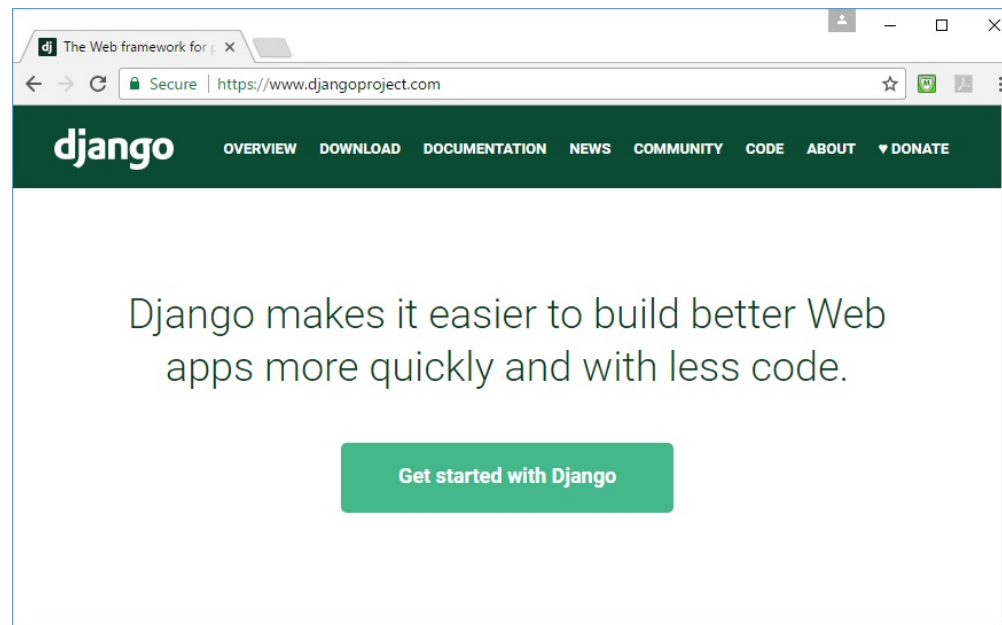 dj The Web framework for p
Secure https://www.djangoproject.com
django OVERVIEW DOWNLOAD DOCUMENTATION NEWS COMMUNITY CODE ABOUT ♥ DONATE
Django makes it easier to build better Web
apps more quickly and with less code.
Get started with Django